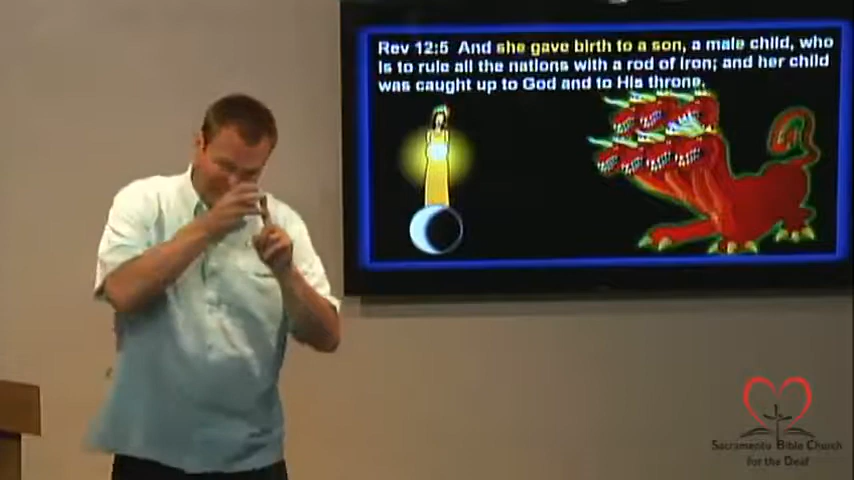 Rev 12:5 And she gave birth to a son, a male child, who
is to rule all the nations with a rod of iron; and her child
was caught up to God and to His throne.
Sacramento Bible Church
for the Deaf